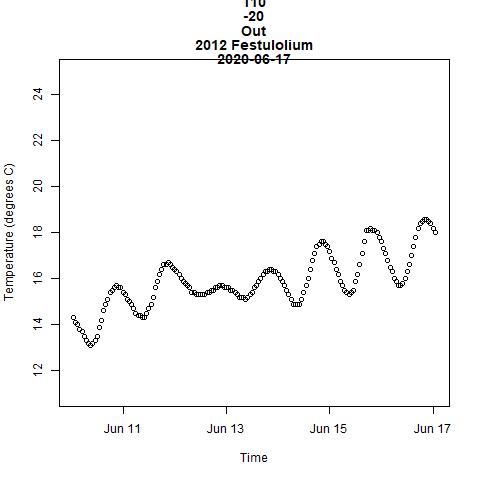 110
-20
Out
2012 Festulolium
2020-06-17
Temperature (degrees C)
24
22
20
18
16
14
12
Jun 11
Jun 13
Jun 15
Jun 17
Time